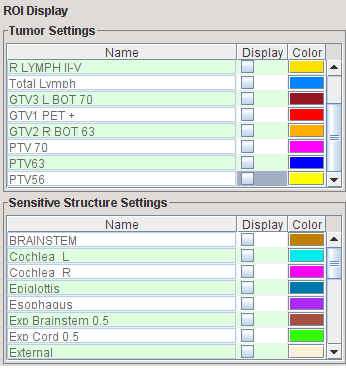 ROI Display
Tumor Settings
Name Display Color
R LYMPH II-V
Total Lymph
GTV3 L BOT 70
GTV1 PET +
GTV2 R BOT 63
PTV 70
PTV63
PTV56
Sensitive Structure Settings
Name Display Color
BRAINSTEM
Cochlea_L
Cochlea_R
Epiglottis
Esophagus
Exp Brainstem 0.5
Exp Cord 0.5
External